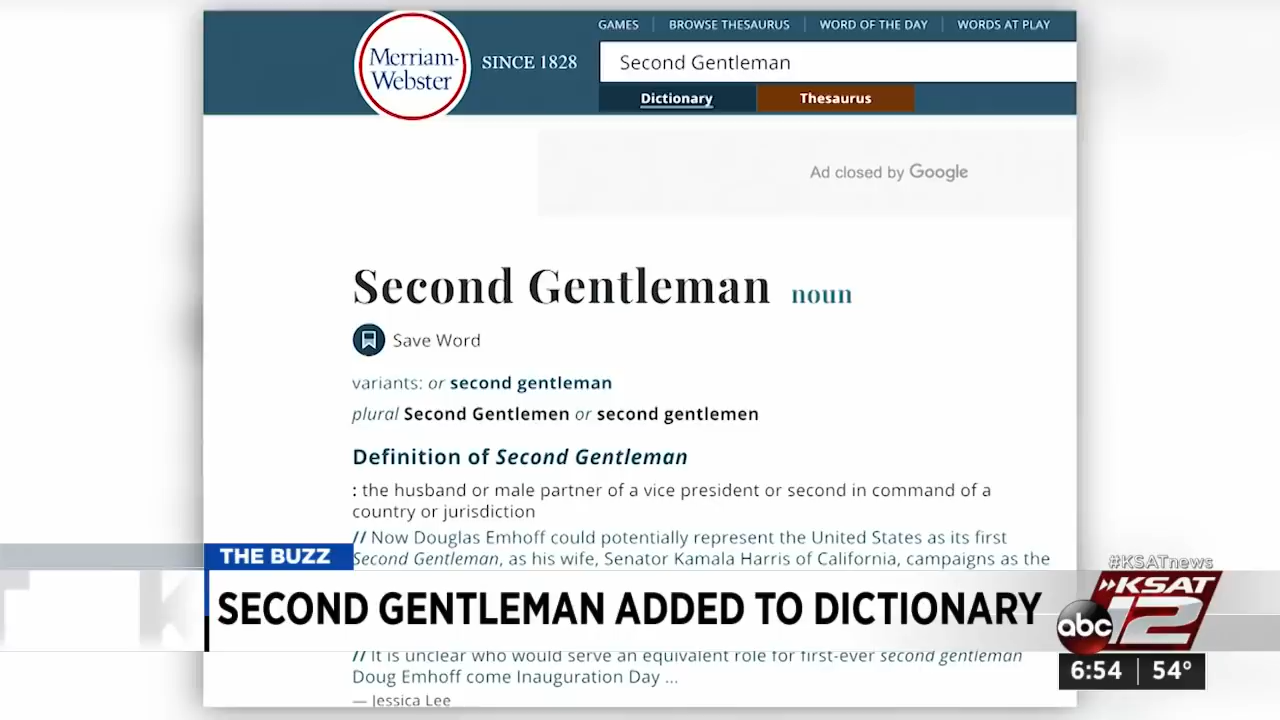 GAMES | BROWSE THESAURUS | WORD OF THE DAY | WORDS AT PLAY
Merriam-
Webster
SINCE 1828
Second Gentleman
Dictionary
Thesaurus
Ad closed by Google
Second Gentleman noun
Save Word
variants: or second gentleman
plural Second Gentlemen or second gentlemen
Definition of Second Gentleman
: the husband or male partner of a vice president or second in command of a
country or jurisdiction
// Now Douglas Emhoff could potentially represent the United States as its first
Second Gentleman, as his wife, Senator Kamala Harris of California, campaigns as the
THE BUZZ
SECOND GENTLEMAN ADDED TO DICTIONARY
#KSATnews
KSAT
12
abc
6:54 | 54°
// It is unclear who would serve an equivalent role for first-ever second gentleman
Doug Emhoff come Inauguration Day ...
— Jessica Lee